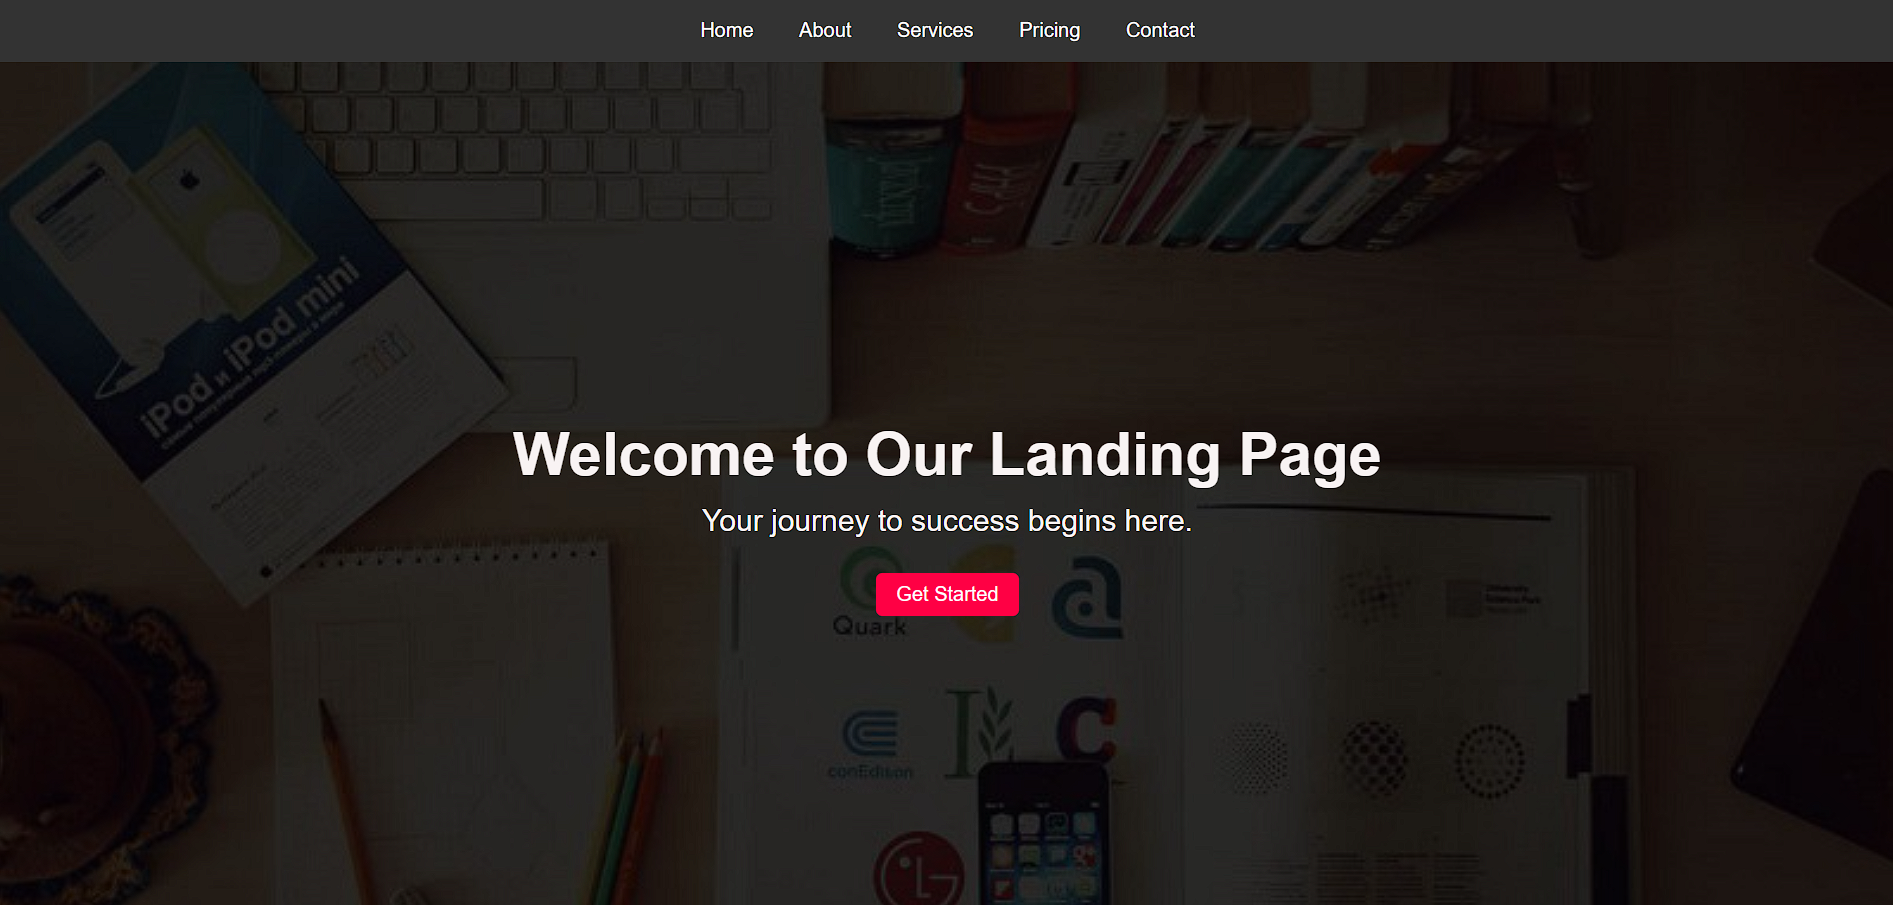 Home About Services Pricing Contact
iPod и iPod mini
Welcome to Our Landing Page
Your journey to success begins here.
Get Started
Quark
conEdison